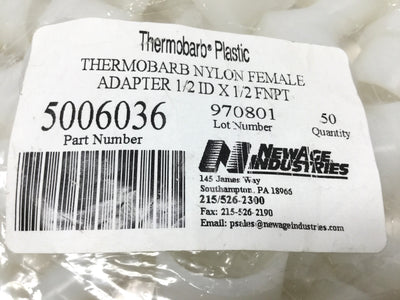 Thermobarb® Plastic
THERMOBARB NYLON FEMALE
ADAPTER 1/2 ID X 1/2 FNPT
5006036 970801 50
Part Number Lot Number Quantity
NEWAGE
INDUSTRIES
145 James Way
Southampton, PA 18966
215/526-2300
Fax: 215-526-2190
Email: psales@newageindustries.com